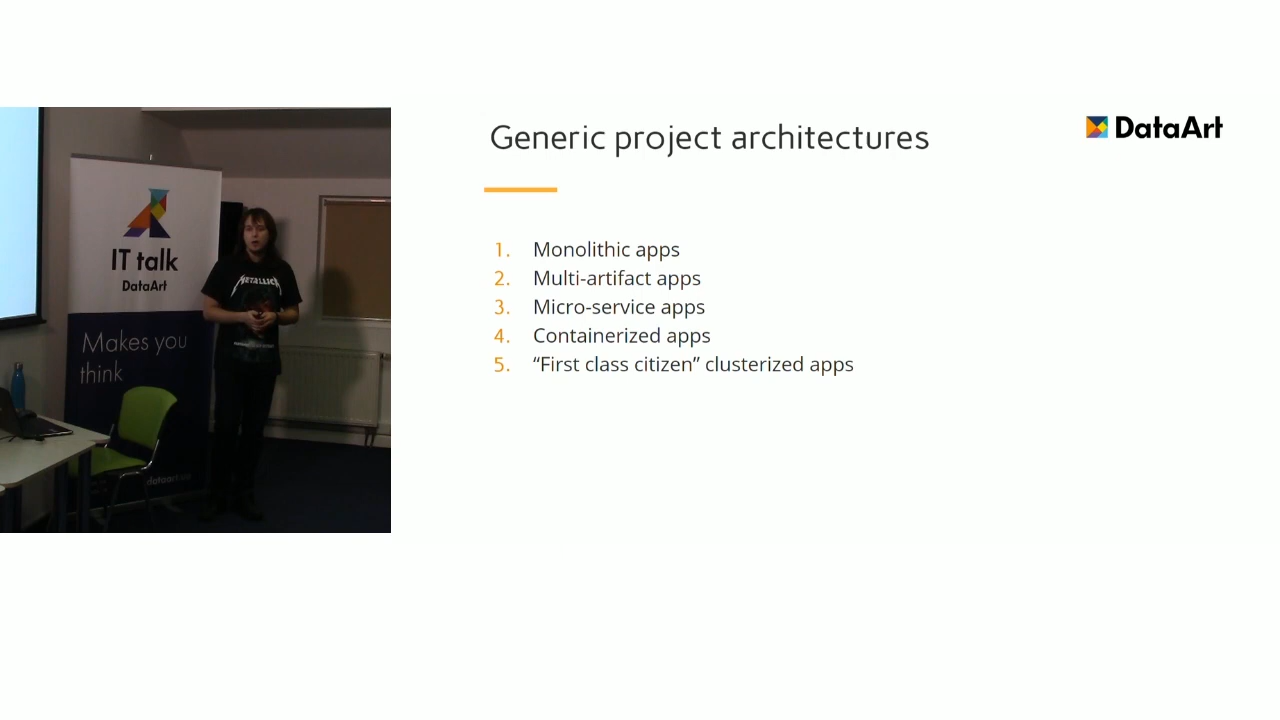 Generic project architectures
DataArt
1. Monolithic apps
2. Multi-artifact apps
3. Micro-service apps
4. Containerized apps
5. “First class citizen” clusterized apps
IT talk
DataArt
METALLICA
Makes you
think